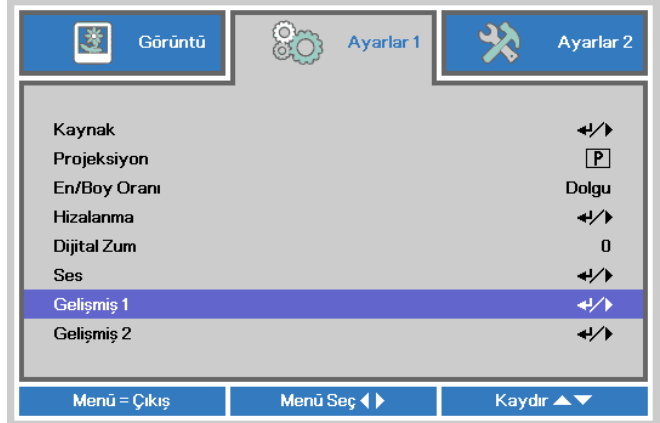 Görüntü Ayarlar 1 Ayarlar 2
Kaynak ↵/▶
Projeksiyon P
En/Boy Oranı Dolgu
Hizalanma ↵/▶
Dijital Zum 0
Ses ↵/▶
Gelişmiş 1 ↵/▶
Gelişmiş 2 ↵/▶
Menü = Çıkış Menü Seç ◀▶ Kaydır ▲▼